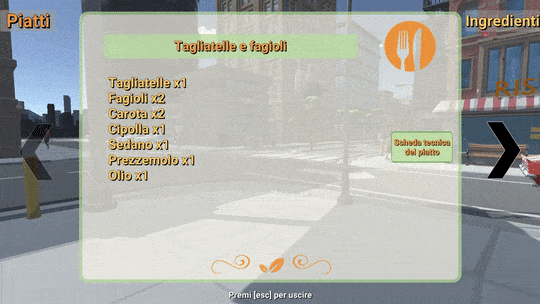 Piatti
Ingredienti
Tagliatelle e fagioli
Tagliatelle x1
Fagioli x2
Carota x2
Cipolla x1
Sedano x1
Prezzemolo x1
Olio x1
Scheda tecnica
del piatto
RIS
Premi [esc] per uscire